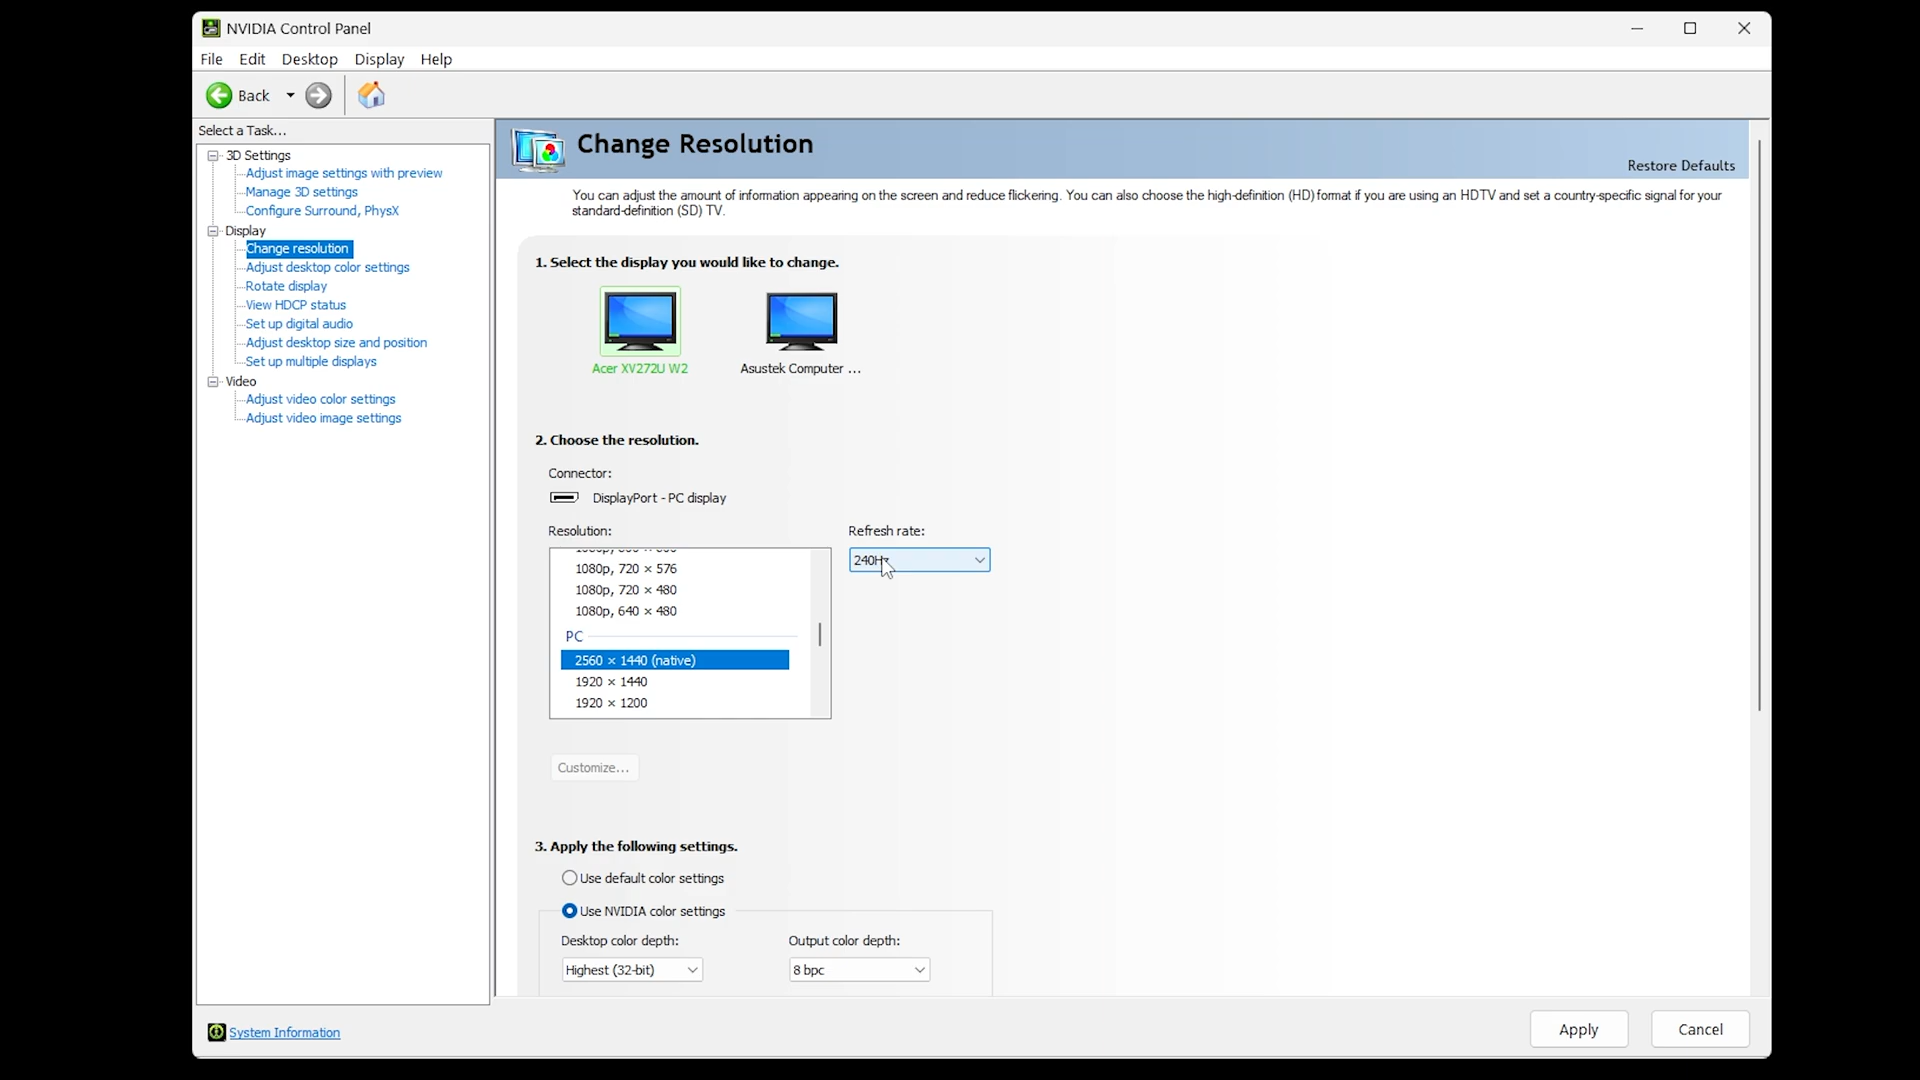 NVIDIA Control Panel
File Edit Desktop Display Help
Back
Select a Task...
3D Settings
Adjust image settings with preview
Manage 3D settings
Configure Surround, PhysX
Display
Change resolution
Adjust desktop color settings
Rotate display
View HDCP status
Set up digital audio
Adjust desktop size and position
Set up multiple displays
Video
Adjust video color settings
Adjust video image settings
Change Resolution
Restore Defaults
You can adjust the amount of information appearing on the screen and reduce flickering. You can also choose the high-definition (HD) format if you are using an HDTV and set a country-specific signal for your
standard-definition (SD) TV.
1. Select the display you would like to change.
Acer XV272U W2
Asustek Computer ...
2. Choose the resolution.
Connector:
DisplayPort - PC display
Resolution:
Refresh rate:
240Hz
1080p, 720 × 576
1080p, 720 × 480
1080p, 640 × 480
PC
2560 × 1440 (native)
1920 × 1440
1920 × 1200
Customize...
3. Apply the following settings.
Use default color settings
Use NVIDIA color settings
Desktop color depth:
Output color depth:
Highest (32-bit)
8 bpc
System Information
Apply
Cancel